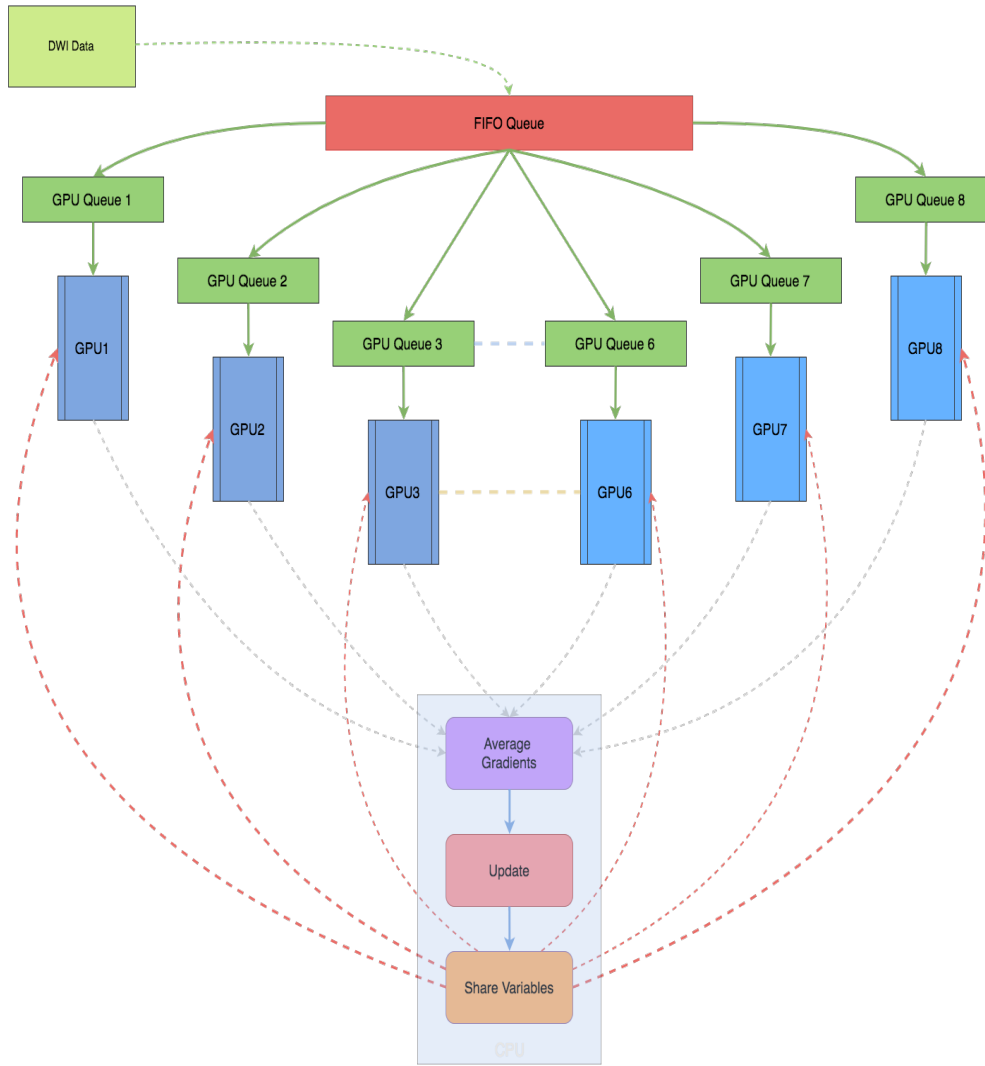 DWI Data
FIFO Queue
GPU Queue 1
GPU Queue 8
GPU Queue 2
GPU Queue 7
GPU Queue 3
GPU Queue 6
GPU1
GPU8
GPU2
GPU7
GPU3
GPU6
Average
Gradients
Update
Share Variables
CPU